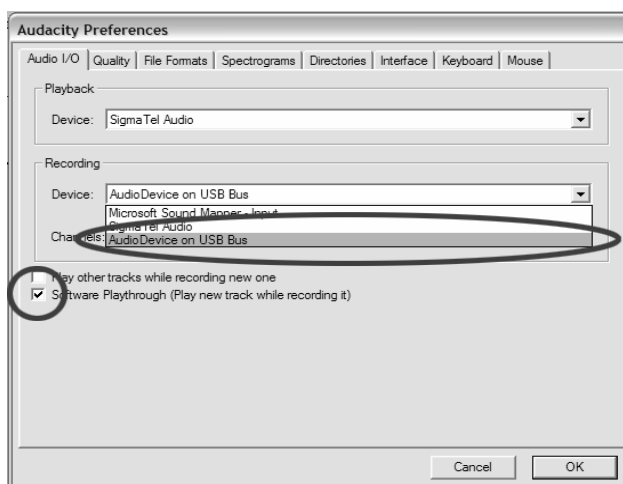 Audacity Preferences
Audio I/O Quality File Formats Spectrograms Directories Interface Keyboard Mouse
Playback
Device: SigmaTel Audio
Recording
Device: AudioDevice on USB Bus
Microsoft Sound Mapper - Input
SigmaTel Audio
Channels: AudioDevice on USB Bus
Play other tracks while recording new one
Software Playthrough (Play new track while recording it)
Cancel OK